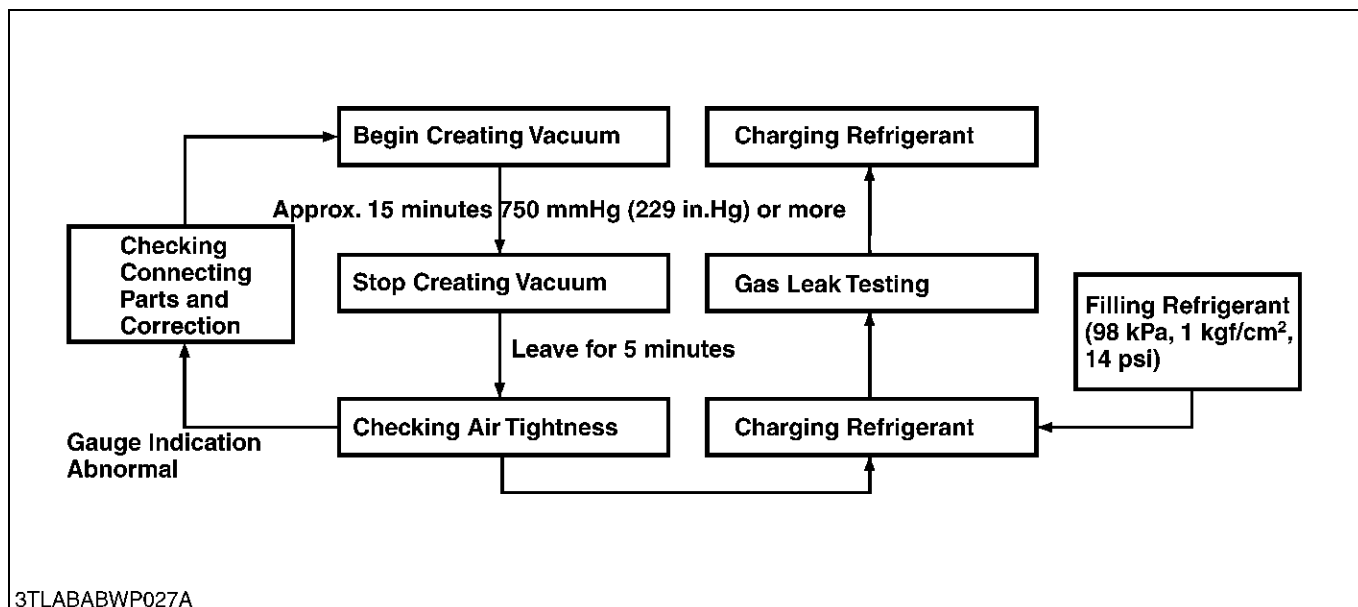 Begin Creating Vacuum
Charging Refrigerant
Approx. 15 minutes 750 mmHg (229 in.Hg) or more
Checking
Connecting
Parts and
Correction
Stop Creating Vacuum
Gas Leak Testing
Filling Refrigerant
(98 kPa, 1 kgf/cm², 
14 psi)
Leave for 5 minutes
Checking Air Tightness
Charging Refrigerant
Gauge Indication
Abnormal
3TLABABWP027A